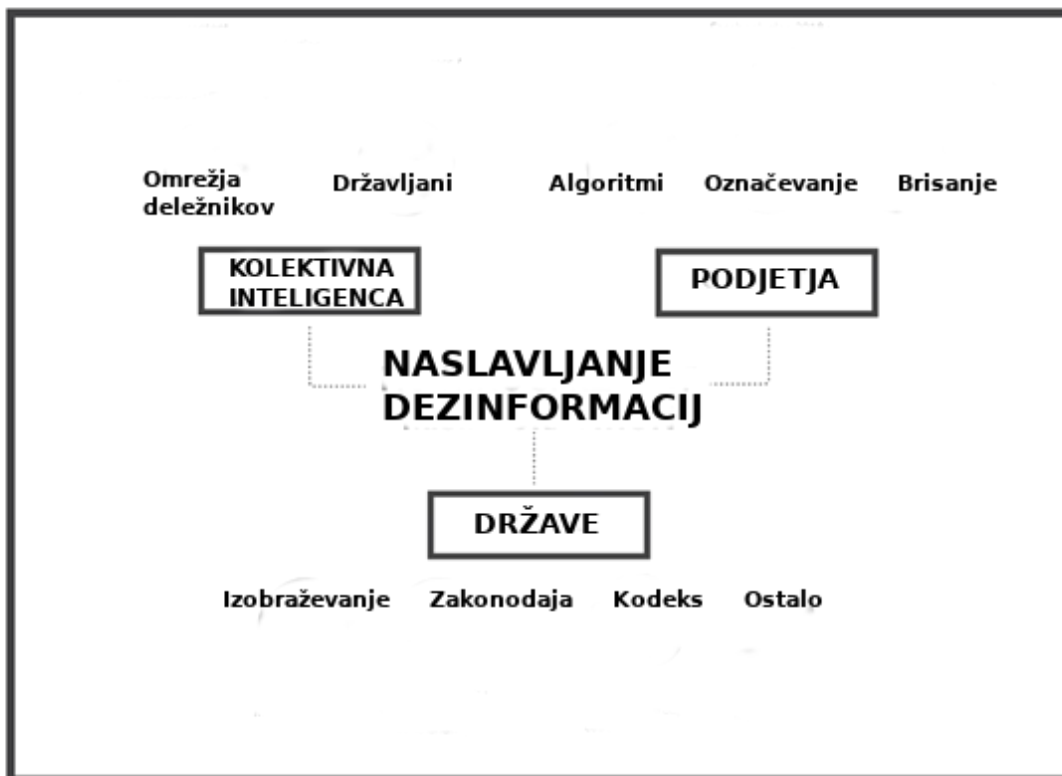 Omrežja
deležnikov
Državljani
Algoritmi
Označevanje
Brisanje
KOLEKTIVNA
INTELIGENCA
PODJETJA
NASLAVLJANJE
DEZINFORMACIJ
DRŽAVE
Izobraževanje
Zakonodaja
Kodeks
Ostalo